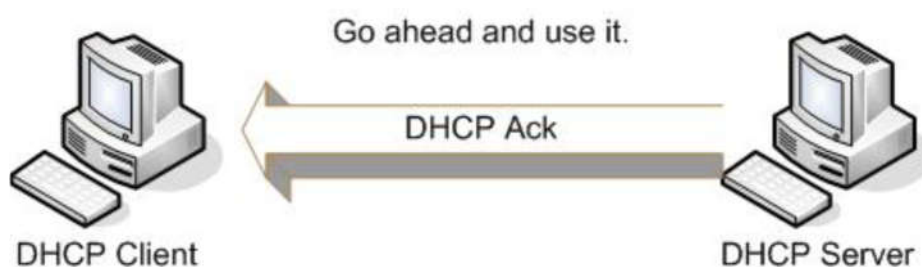 Go ahead and use it.
DHCP Ack
DHCP Client
DHCP Server